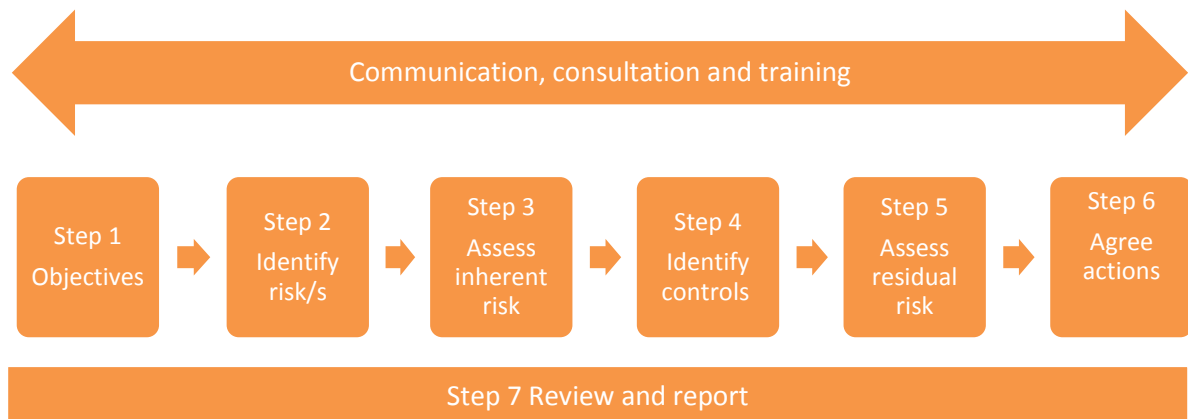 Communication, consultation and training
Step 1
Objectives
Step 2
Identify
risk/s
Step 3
Assess
inherent
risk
Step 4
Identify
controls
Step 5
Assess
residual
risk
Step 6
Agree
actions
Step 7 Review and report